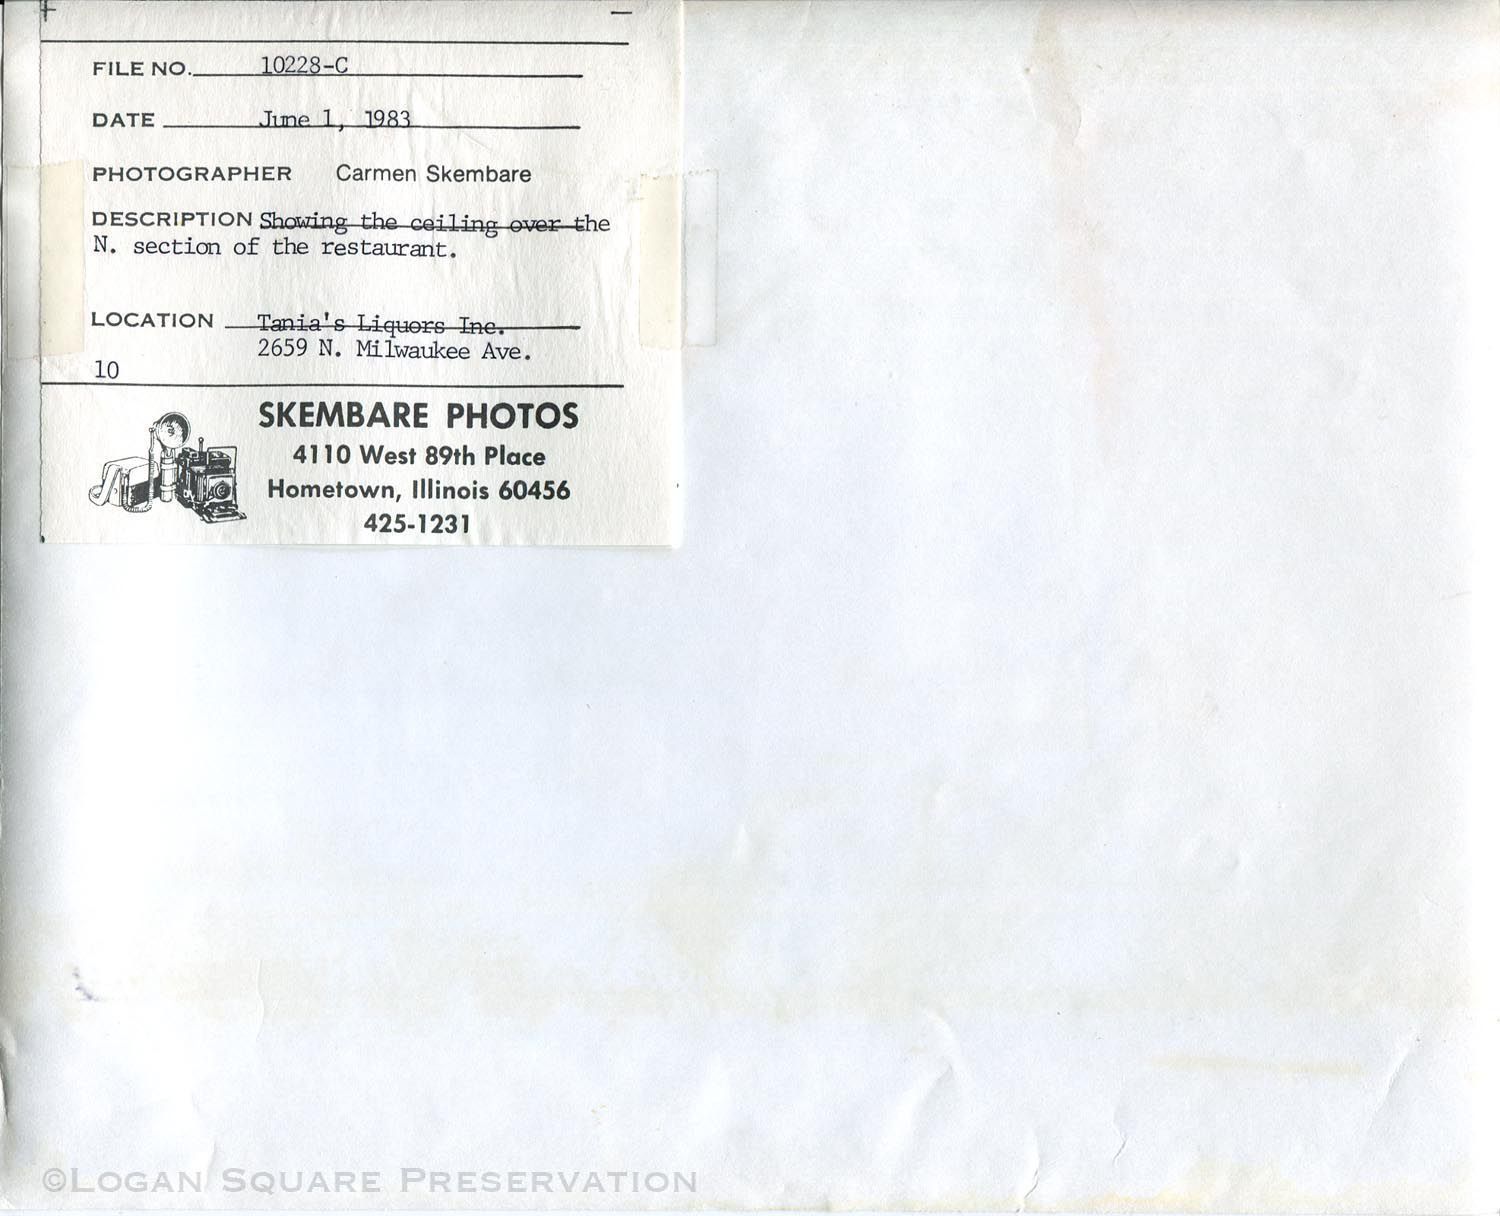 FILE NO. 10228-C
DATE June 1, 1983
PHOTOGRAPHER Carmen Skembare
DESCRIPTION Showing the ceiling over the
N. section of the restaurant.
LOCATION Tania's Liquors Inc.
2659 N. Milwaukee Ave.
10
SKEMBARE PHOTOS
4110 West 89th Place
Hometown, Illinois 60456
425-1231
©LOGAN SQUARE PRESERVATION